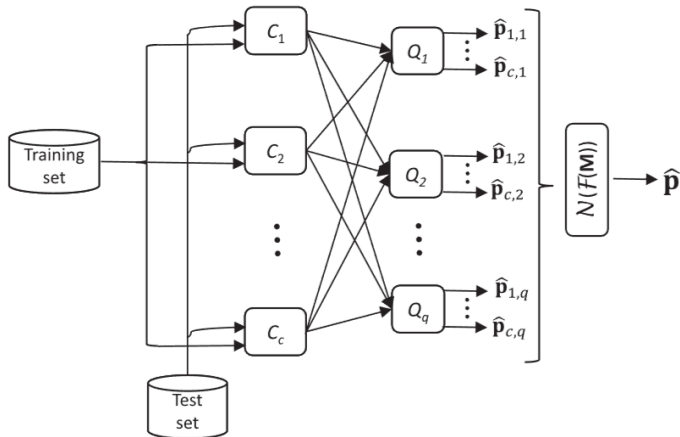 C₁
Q₁
p̂₁,₁
⋮
p̂c,₁
Training
set
C₂
Q₂
p̂₁,₂
⋮
p̂c,₂
N(F(M))
p̂
⋮
⋮
Cc
Qq
p̂₁,q
⋮
p̂c,q
Test
set